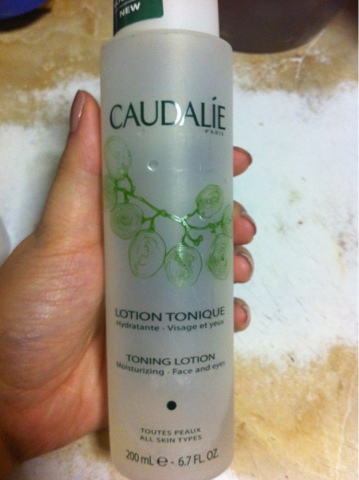 NEW
CAUDALÍE
PARIS
LOTION TONIQUE
Hydratante - Visage et yeux
TONING LOTION
Moisturizing - Face and eyes
TOUTES PEAUX
ALL SKIN TYPES
200 mL ℮ - 6.7 FL. OZ.